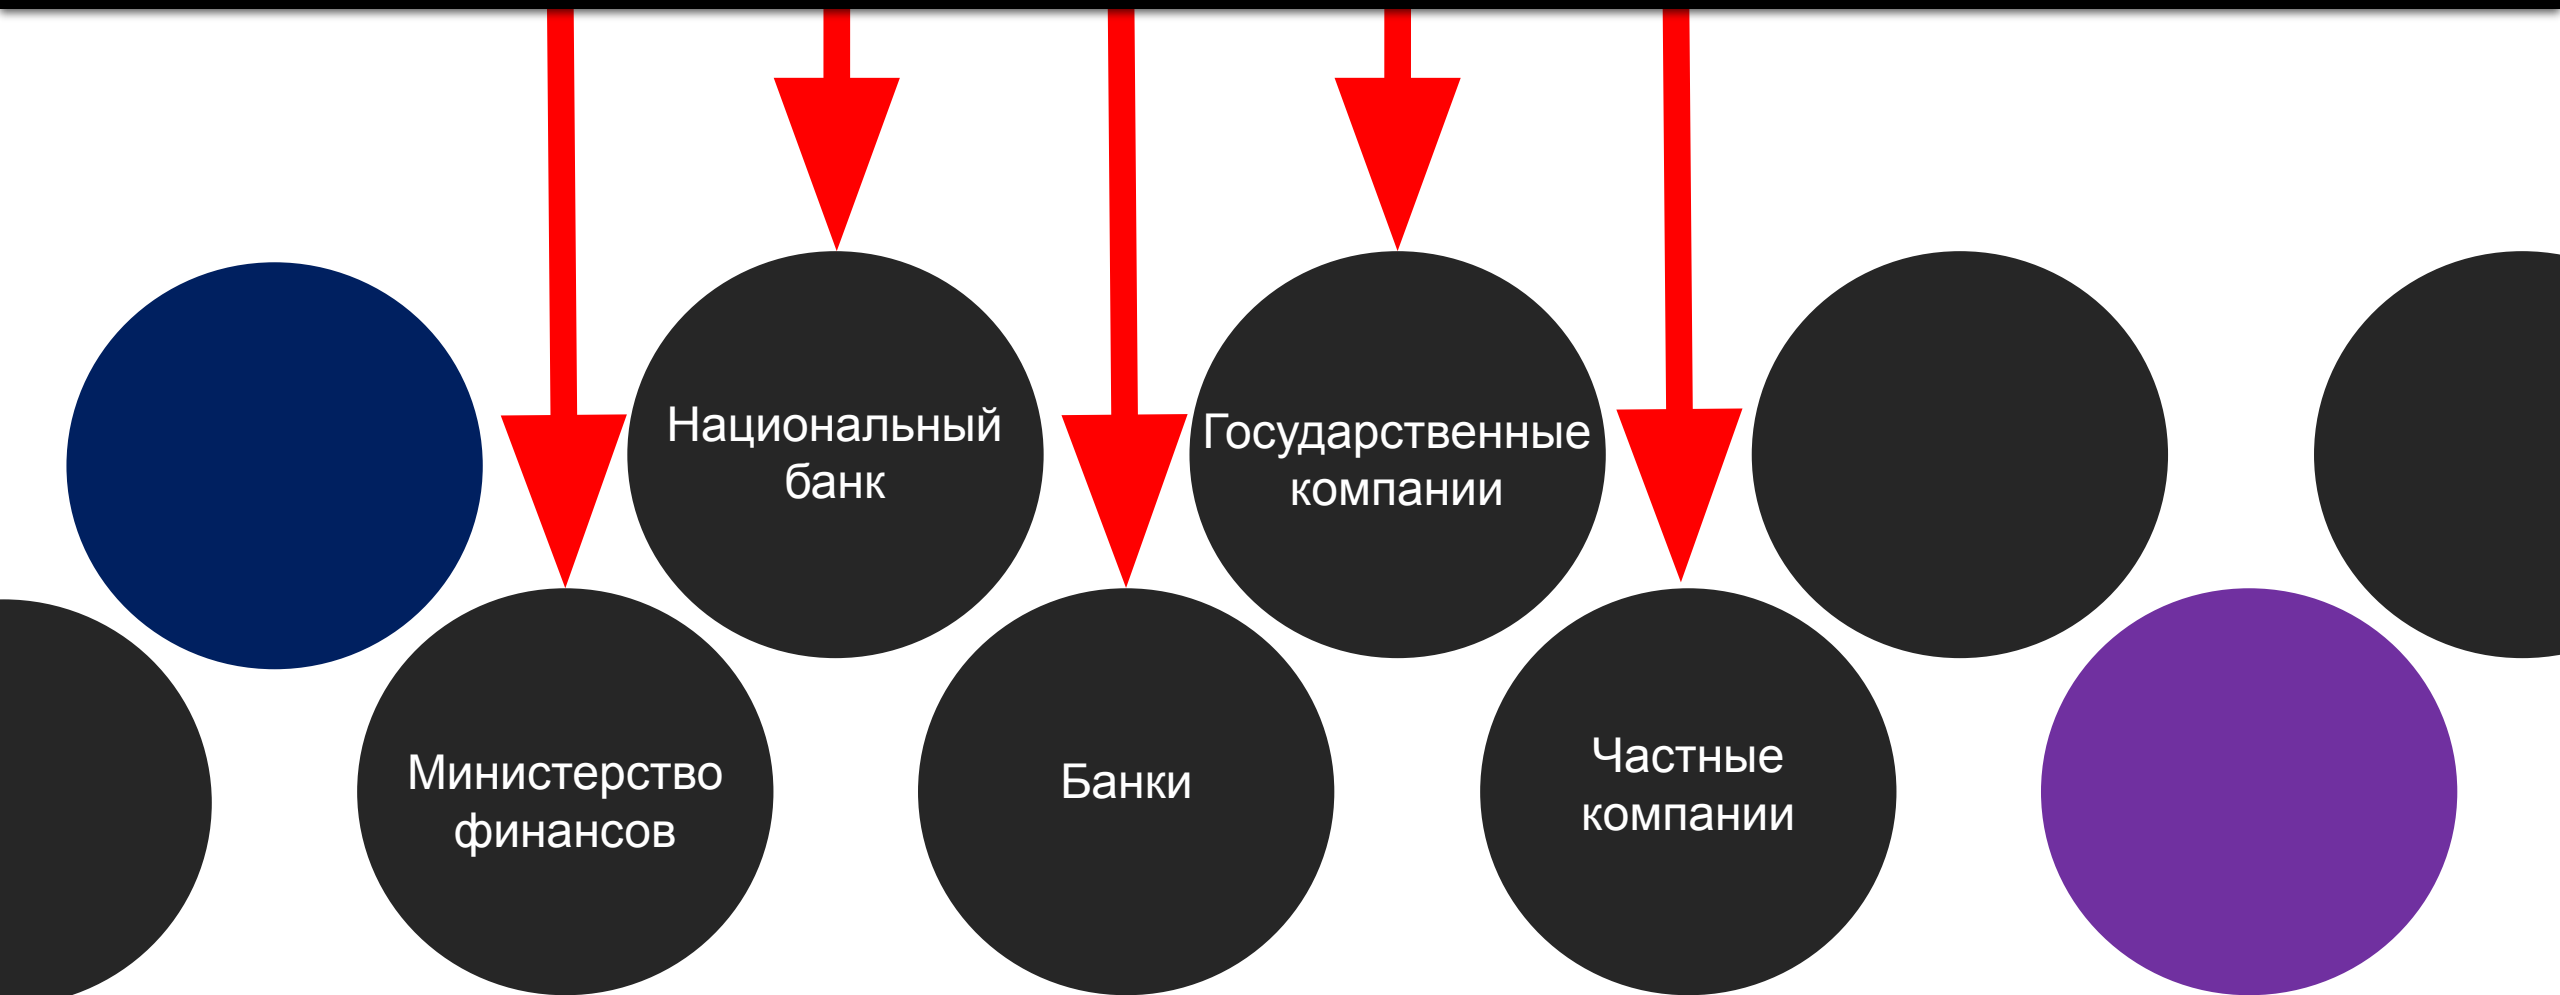 Национальный
банк
Государственные
компании
Министерство
финансов
Банки
Частные
компании